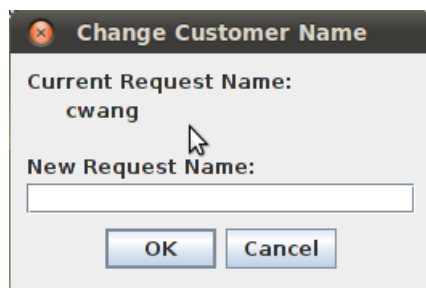 Change Customer Name
Current Request Name:
cwang
New Request Name:
OK Cancel